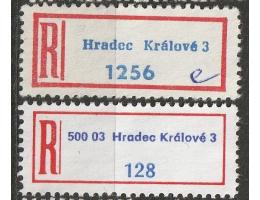 R
Hradec Králové 3
1256 e
R
500 03 Hradec Králové 3
128